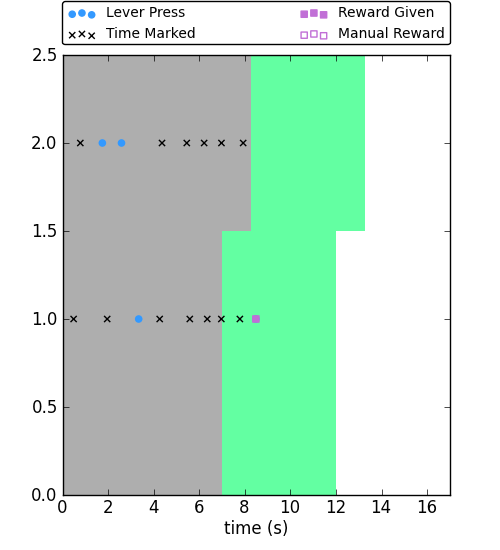 Lever Press
Reward Given
Time Marked
Manual Reward
2.5
2.0
1.5
1.0
0.5
0.0
0 2 4 6 8 10 12 14 16
time (s)